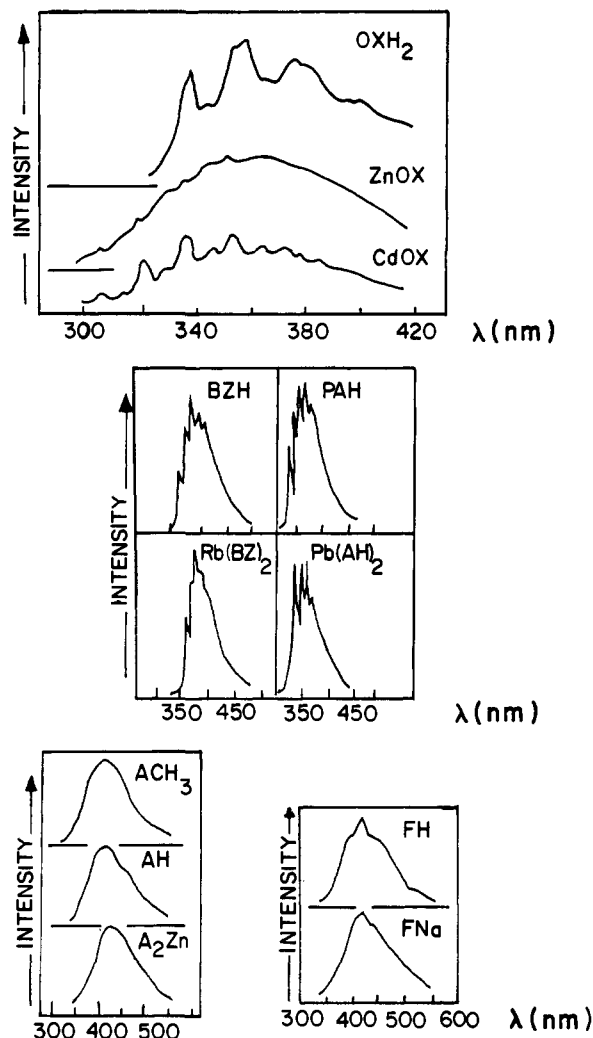 INTENSITY
OXH2
ZnOX
CdOX
300 340 380 420 λ(nm)
INTENSITY
BZH PAH
Rb(BZ)2 Pb(AH)2
350 450 350 450 λ(nm)
INTENSITY
ACH3
AH
A2Zn
300 400 500
INTENSITY
FH
FNa
300 400 500 600 λ(nm)